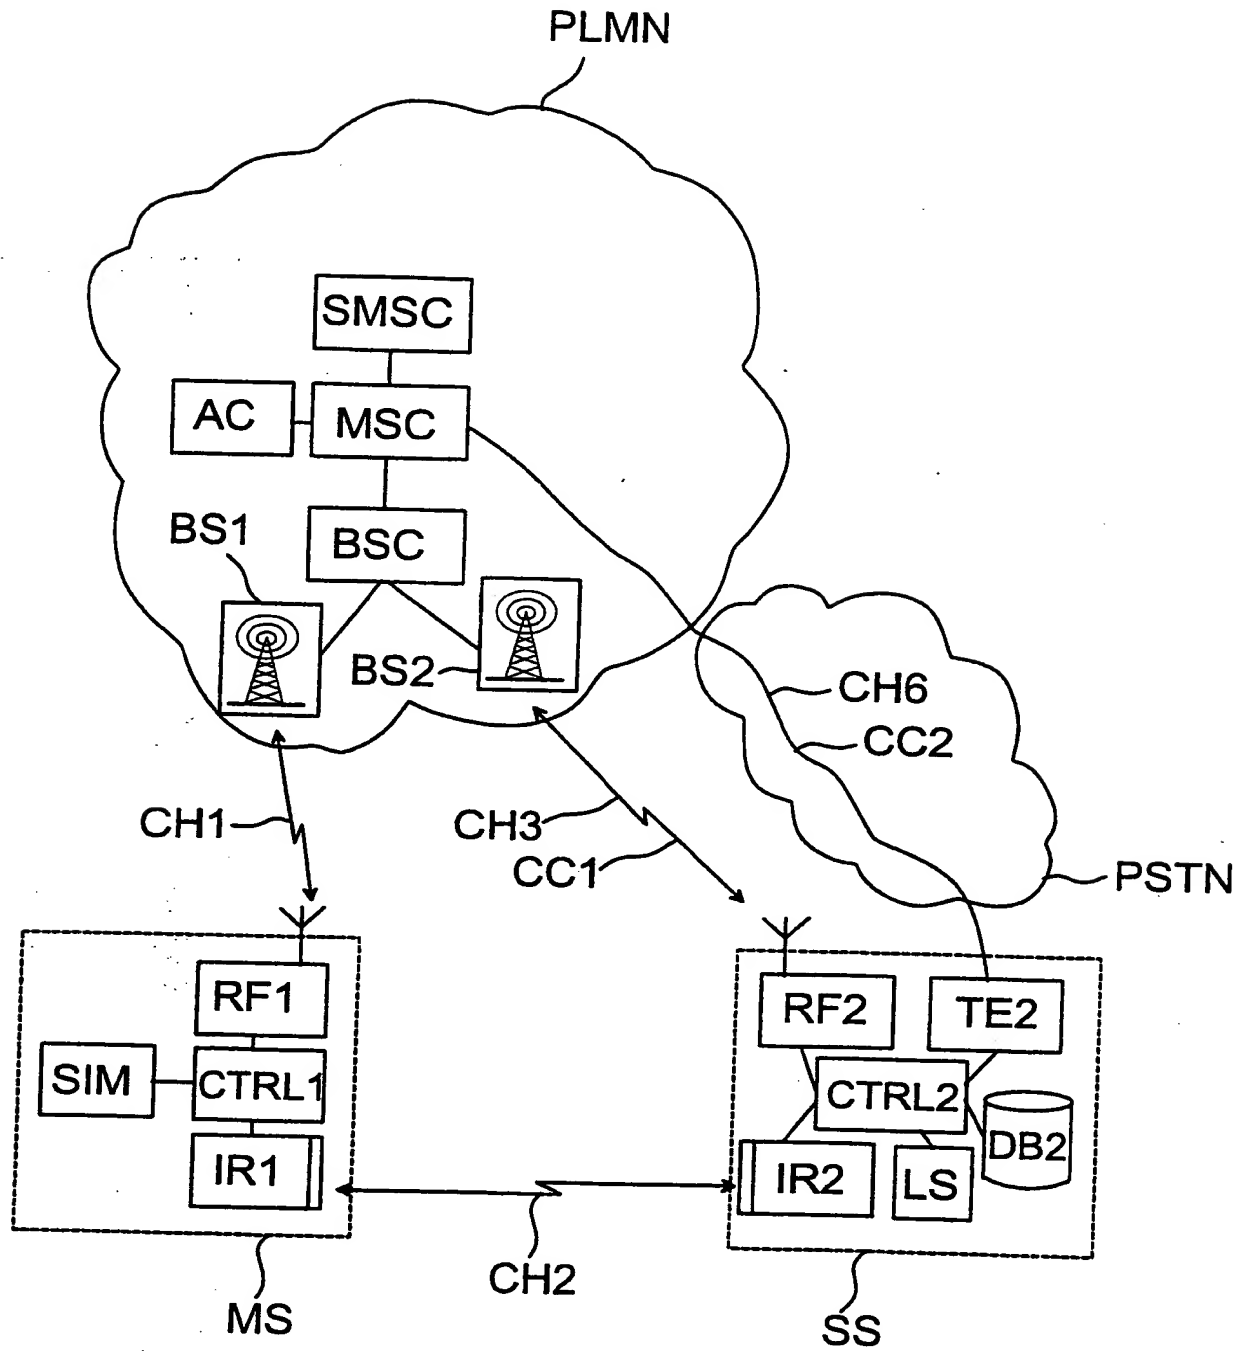 PLMN
SMSC
AC
MSC
BS1
BSC
BS2
CH6
CC2
CH1
CH3
CC1
PSTN
RF1
RF2
TE2
SIM
CTRL1
CTRL2
DB2
IR1
IR2
LS
CH2
MS
SS